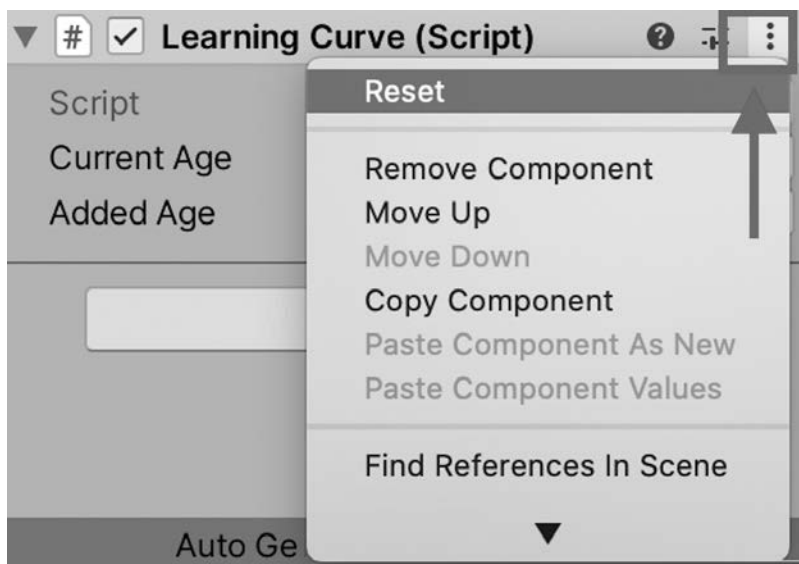 # Learning Curve (Script)
Script
Current Age
Added Age
Reset
Remove Component
Move Up
Move Down
Copy Component
Paste Component As New
Paste Component Values
Find References In Scene
Auto Ge